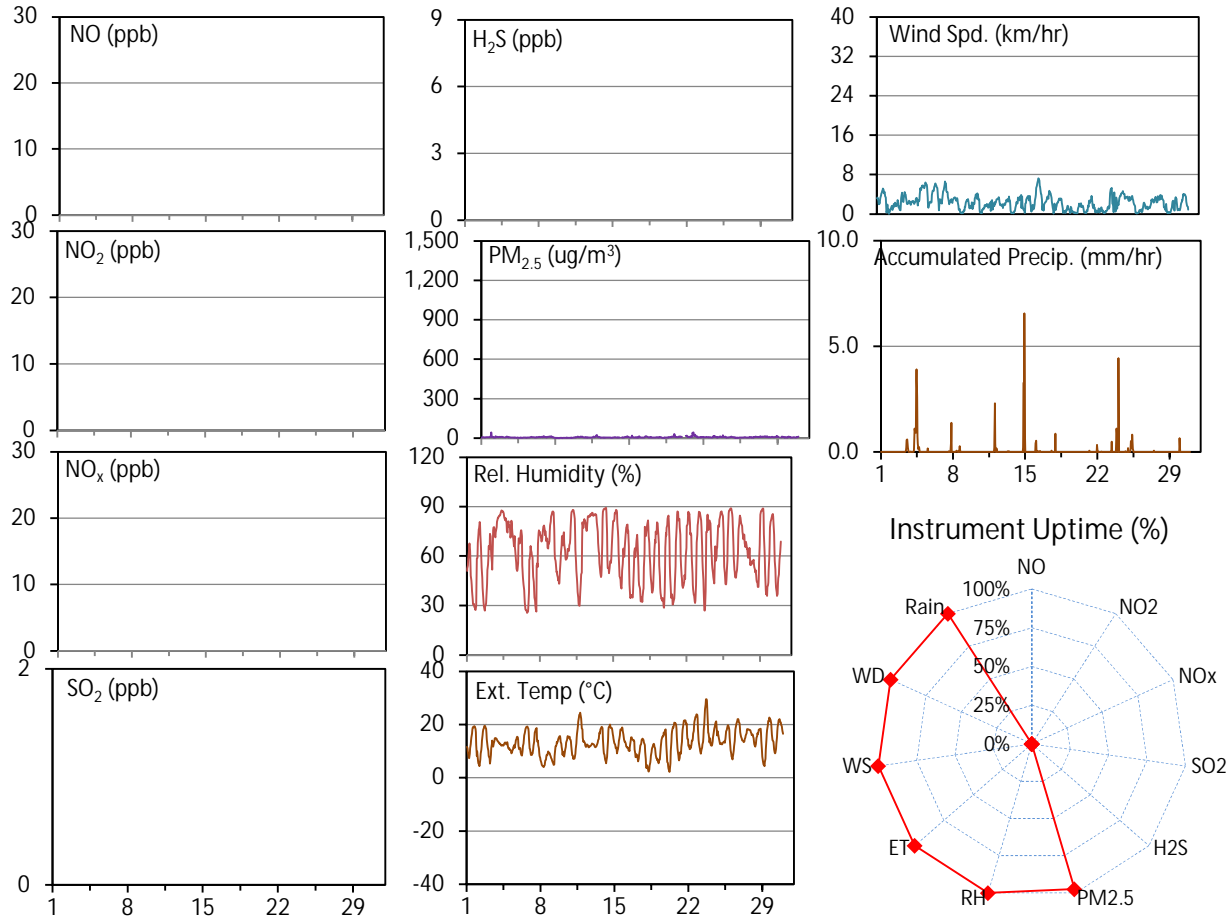 NO (ppb)
30
20
10
0
NO₂ (ppb)
30
20
10
0
NOₓ (ppb)
30
20
10
0
SO₂ (ppb)
2
0
1 8 15 22 29
H₂S (ppb)
9
6
3
0
PM₂.₅ (ug/m³)
1,500
1,200
900
600
300
0
Rel. Humidity (%)
120
90
60
30
0
Ext. Temp (°C)
40
20
0
-20
-40
1 8 15 22 29
Wind Spd. (km/hr)
40
32
24
16
8
0
Accumulated Precip. (mm/hr)
10.0
5.0
0.0
1 8 15 22 29
Instrument Uptime (%)
NO
NO2
NOx
SO2
H2S
PM2.5
RH
ET
WS
WD
Rain
100%
75%
50%
25%
0%